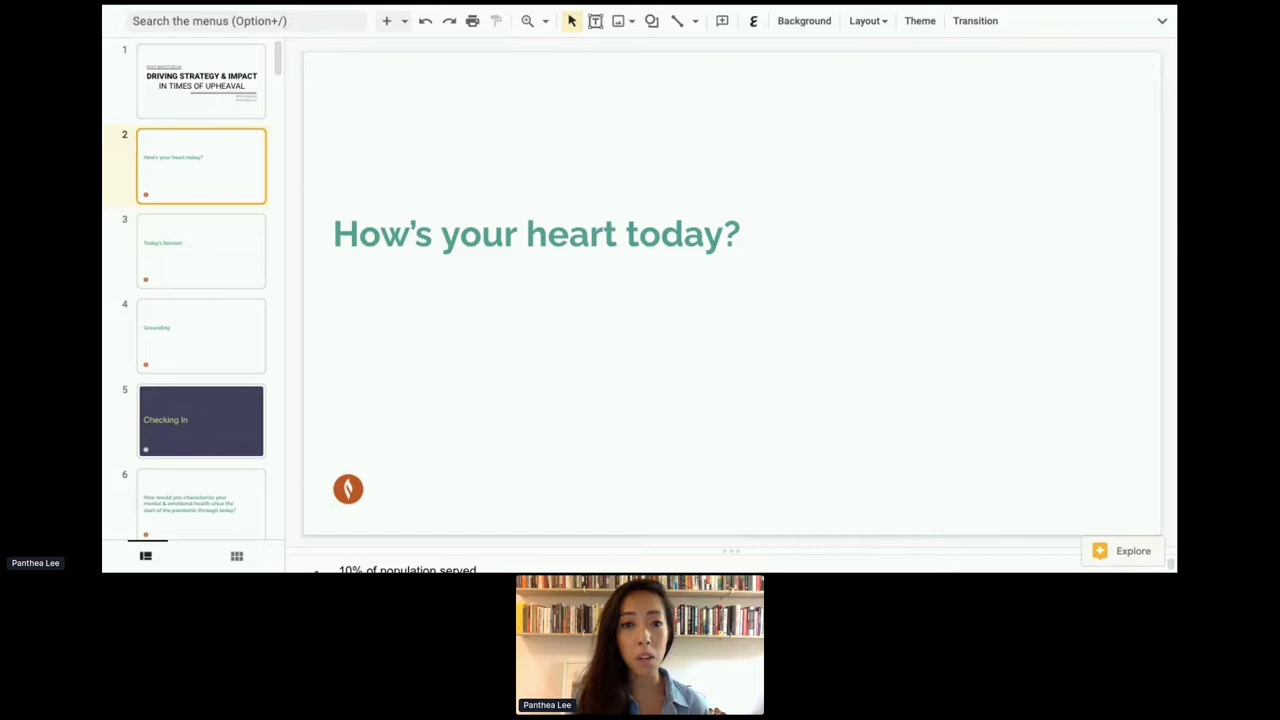 Search the menus (Option+/)
Background
Layout
Theme
Transition
1
DRIVING STRATEGY & IMPACT
IN TIMES OF UPHEAVAL
2
How's your heart today?
3
Today's Session
4
Grounding
5
Checking In
6
How would you characterize your
mental & emotional health since the
start of the pandemic through today?
How's your heart today?
Explore
10% of population served
Panthea Lee
Panthea Lee